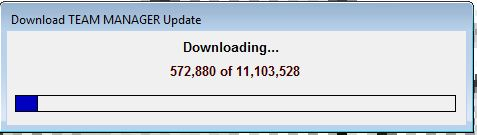 Download TEAM MANAGER Update
Downloading...
572,880 of 11,103,528